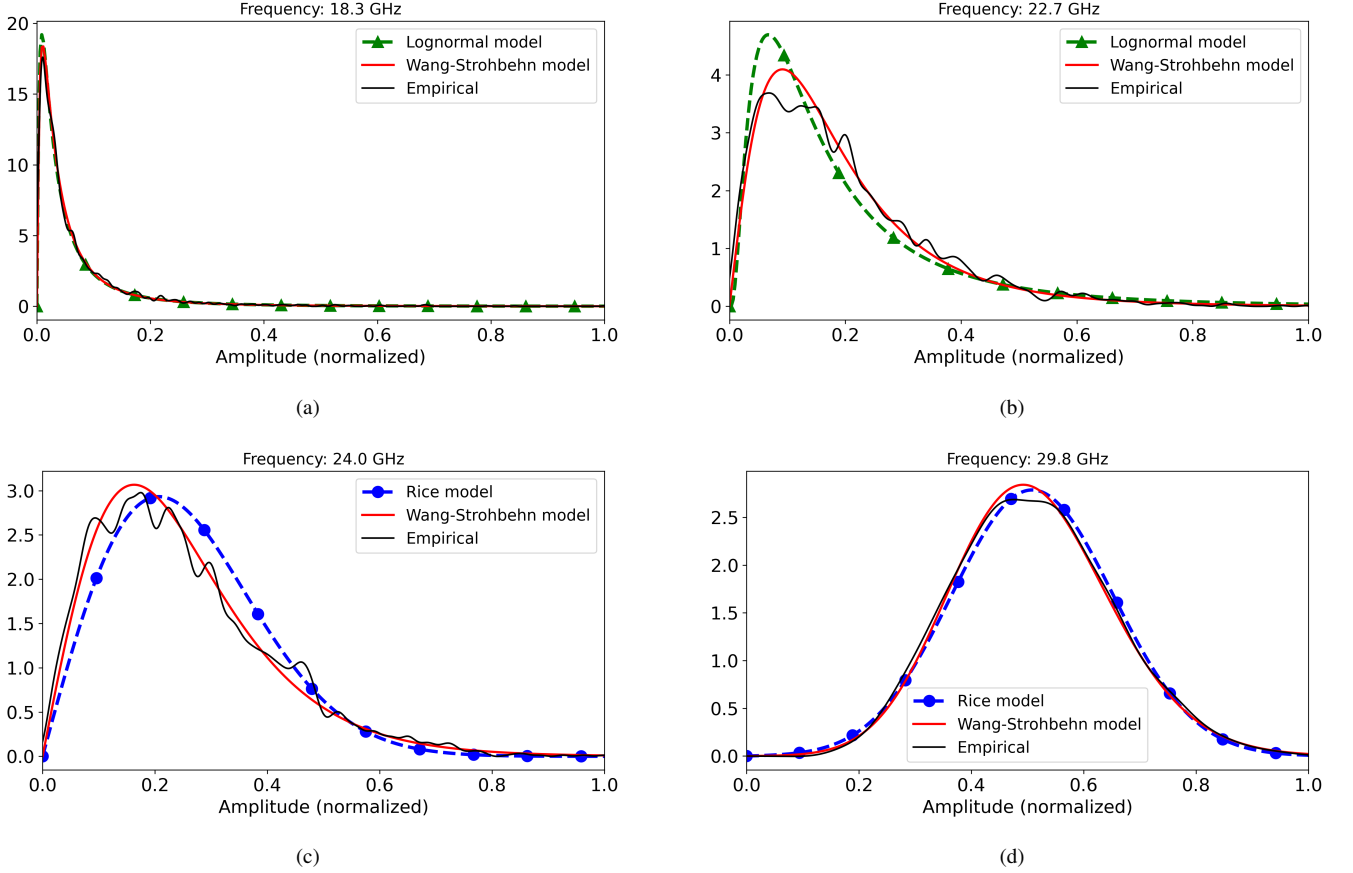 Frequency: 18.3 GHz
20
15
10
5
0
Lognormal model
Wang-Strohbehn model
Empirical
0.0 0.2 0.4 0.6 0.8 1.0
Amplitude (normalized)
(a)
Frequency: 22.7 GHz
4
3
2
1
0
Lognormal model
Wang-Strohbehn model
Empirical
0.0 0.2 0.4 0.6 0.8 1.0
Amplitude (normalized)
(b)
Frequency: 24.0 GHz
3.0
2.5
2.0
1.5
1.0
0.5
0.0
Rice model
Wang-Strohbehn model
Empirical
0.0 0.2 0.4 0.6 0.8 1.0
Amplitude (normalized)
(c)
Frequency: 29.8 GHz
2.5
2.0
1.5
1.0
0.5
0.0
Rice model
Wang-Strohbehn model
Empirical
0.0 0.2 0.4 0.6 0.8 1.0
Amplitude (normalized)
(d)